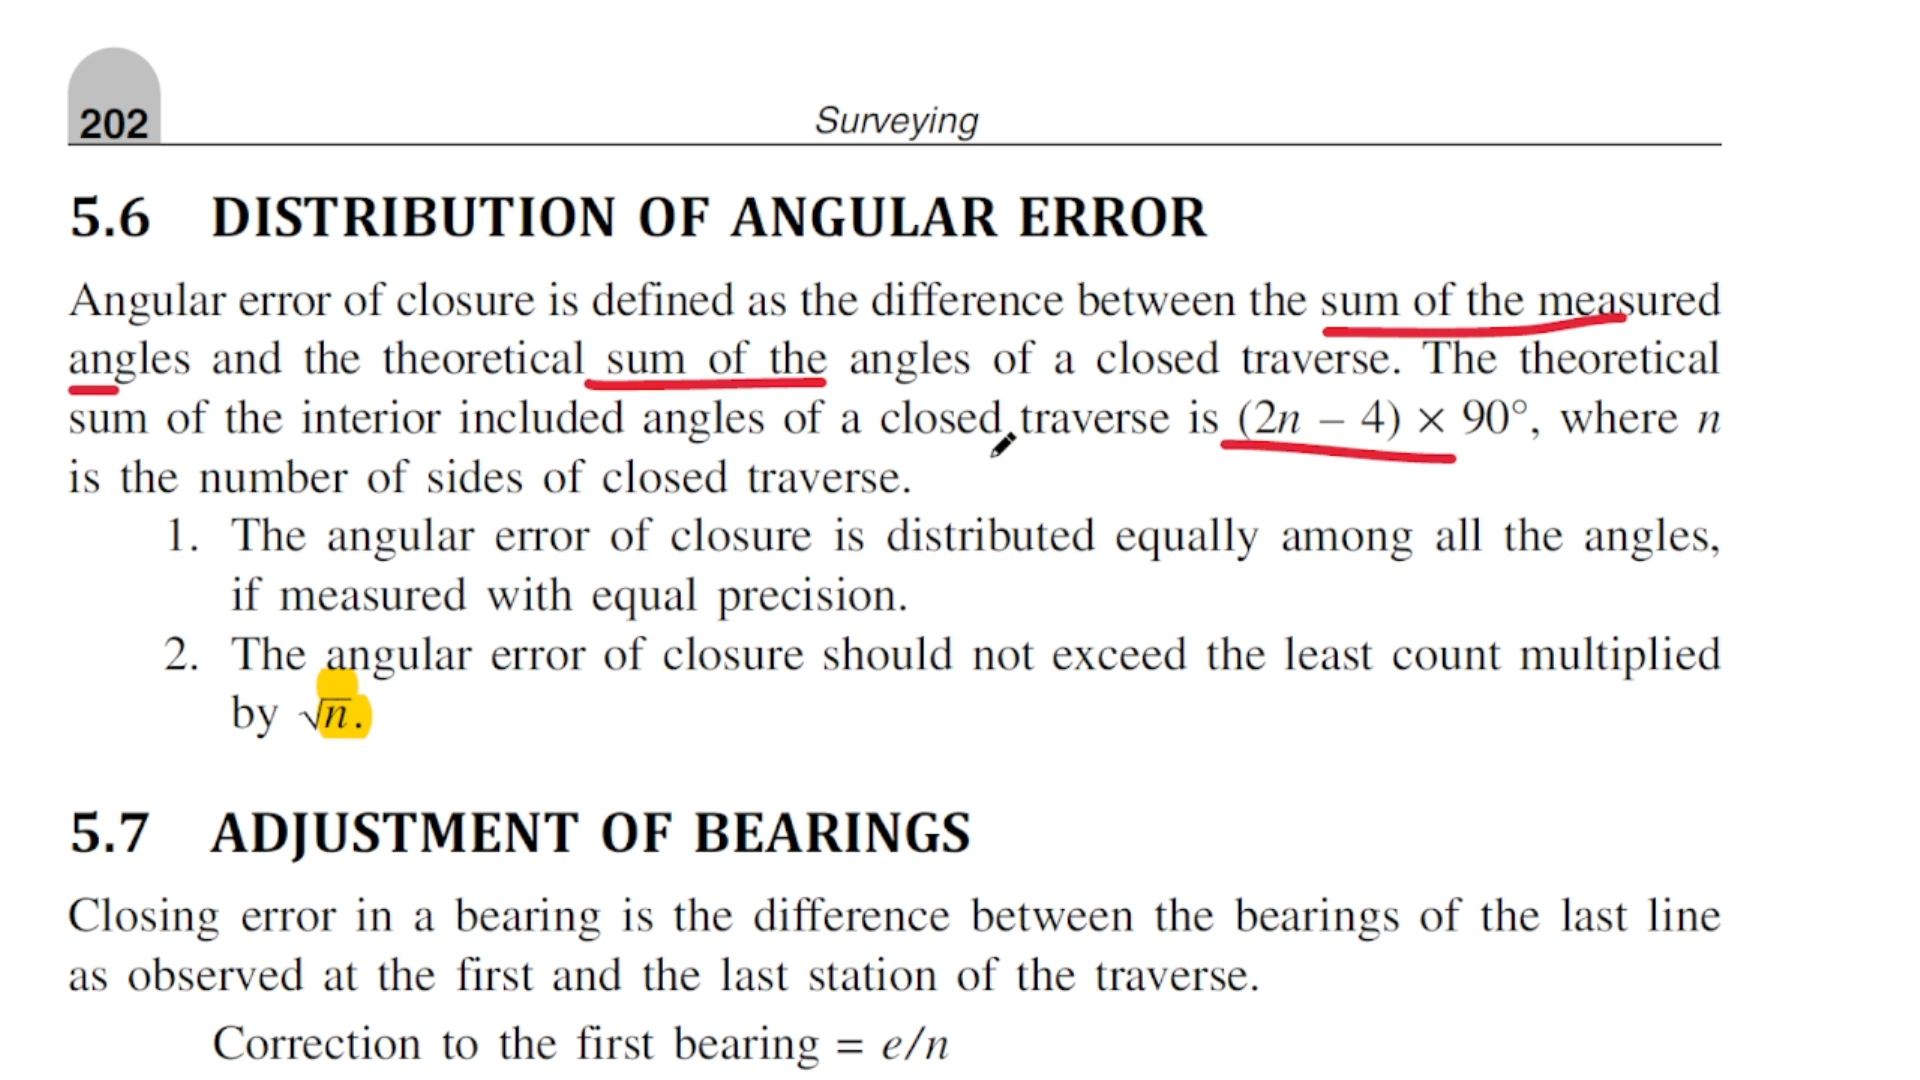 202
Surveying
5.6 DISTRIBUTION OF ANGULAR ERROR
Angular error of closure is defined as the difference between the sum of the measured
angles and the theoretical sum of the angles of a closed traverse. The theoretical
sum of the interior included angles of a closed traverse is (2n – 4) × 90°, where n
is the number of sides of closed traverse.
1. The angular error of closure is distributed equally among all the angles,
if measured with equal precision.
2. The angular error of closure should not exceed the least count multiplied
by √n.
5.7 ADJUSTMENT OF BEARINGS
Closing error in a bearing is the difference between the bearings of the last line
as observed at the first and the last station of the traverse.
Correction to the first bearing = e/n